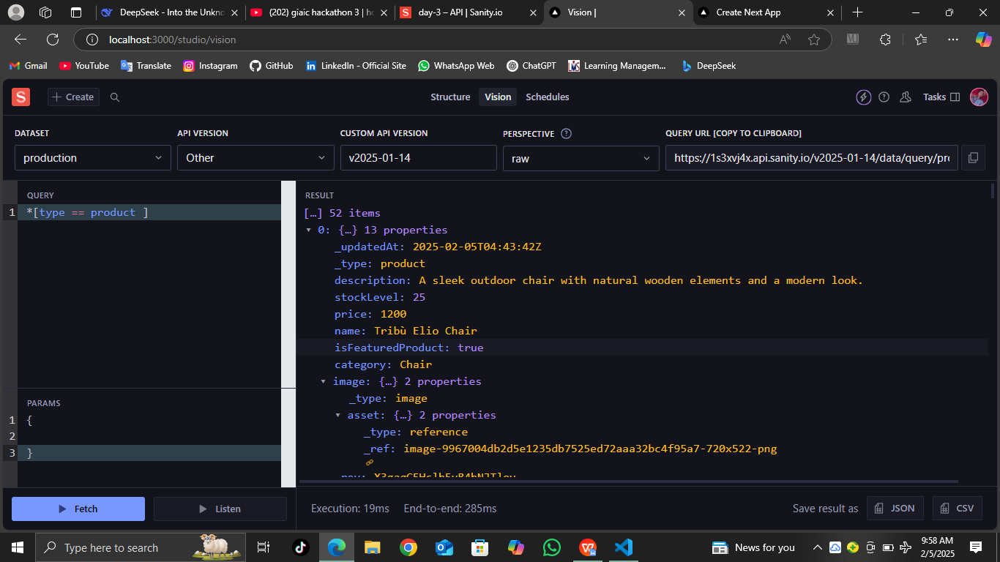 DeepSeek - Into the Unkno
(202) giaic hackathon 3 | h
day-3 – API | Sanity.io
Vision |
Create Next App
localhost:3000/studio/vision
Gmail
YouTube
Translate
Instagram
GitHub
LinkedIn - Official Site
WhatsApp Web
ChatGPT
Learning Managem...
DeepSeek
S
+ Create
Structure
Vision
Schedules
Tasks
DATASET
API VERSION
CUSTOM API VERSION
PERSPECTIVE
QUERY URL [COPY TO CLIPBOARD]
production
Other
v2025-01-14
raw
https://1s3xvj4x.api.sanity.io/v2025-01-14/data/query/pr
QUERY
1 *[type == product ]
PARAMS
1 {
2
3 }
RESULT
[…] 52 items
0: {…} 13 properties
_updatedAt: 2025-02-05T04:43:42Z
_type: product
description: A sleek outdoor chair with natural wooden elements and a modern look.
stockLevel: 25
price: 1200
name: Tribù Elio Chair
isFeaturedProduct: true
category: Chair
image: {…} 2 properties
_type: image
asset: {…} 2 properties
_type: reference
_ref: image-9967004db2d5e1235db7525ed72aaa32bc4f95a7-720x522-png
Fetch
Listen
Execution: 19ms
End-to-end: 285ms
Save result as
JSON
CSV
Type here to search
News for you
9:58 AM
2/5/2025